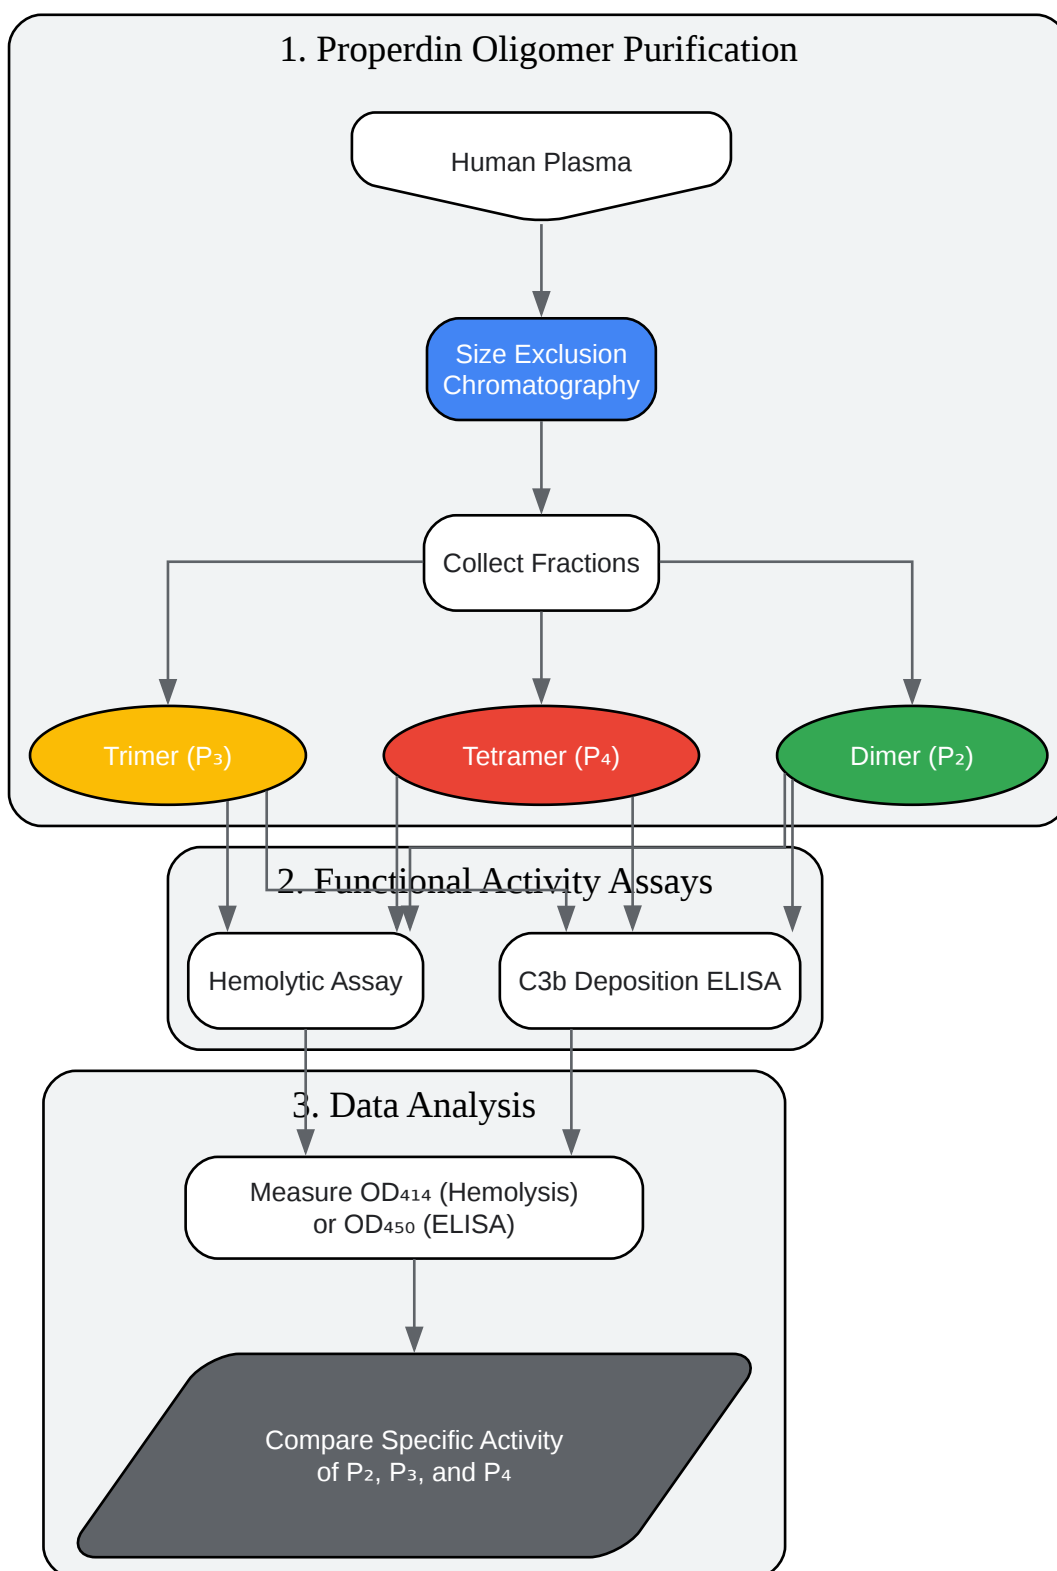 1. Properdin Oligomer Purification
Human Plasma
Size Exclusion
Chromatography
Collect Fractions
Trimer (P₃)
Tetramer (P₄)
Dimer (P₂)
2. Functional Activity Assays
Hemolytic Assay
C3b Deposition ELISA
3. Data Analysis
Measure OD₄₁₄ (Hemolysis)
or OD₄₅₀ (ELISA)
Compare Specific Activity
of P₂, P₃, and P₄